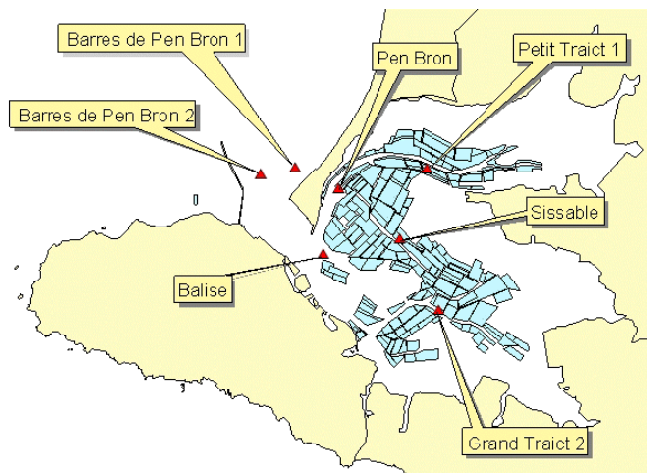 Barres de Pen Bron 1
Pen Bron
Petit Traict 1
Barres de Pen Bron 2
Sissable
Balise
Grand Traict 2